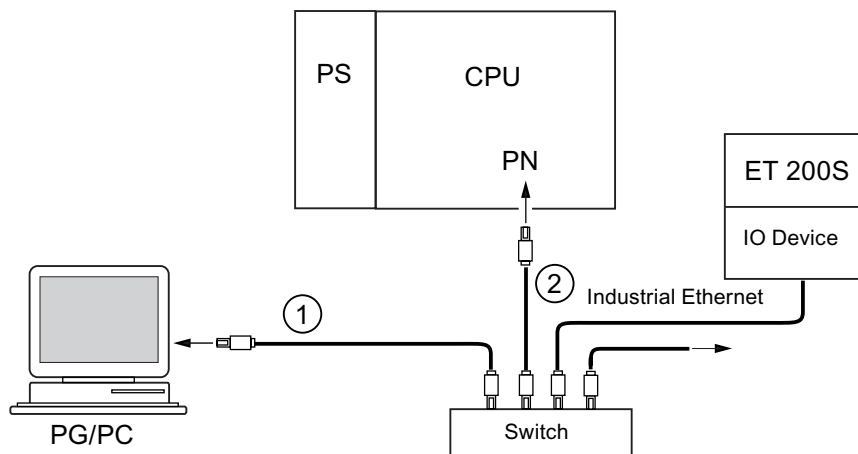 PS
CPU
PN
ET 200S
IO Device
2
Industrial Ethernet
1
PG/PC
Switch